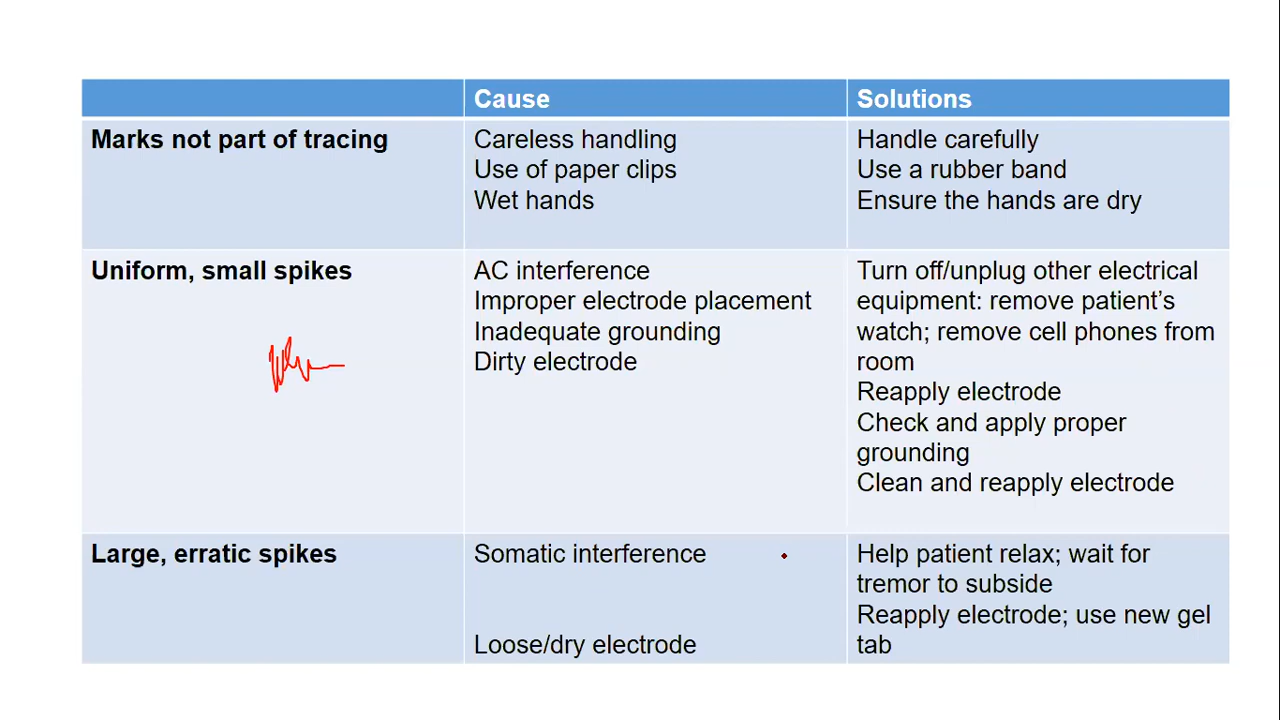 Cause
Solutions
Marks not part of tracing
Careless handling
Use of paper clips
Wet hands
Handle carefully
Use a rubber band
Ensure the hands are dry
Uniform, small spikes
AC interference
Improper electrode placement
Inadequate grounding
Dirty electrode
Turn off/unplug other electrical
equipment: remove patient’s
watch; remove cell phones from
room
Reapply electrode
Check and apply proper
grounding
Clean and reapply electrode
Large, erratic spikes
Somatic interference
Loose/dry electrode
Help patient relax; wait for
tremor to subside
Reapply electrode; use new gel
tab